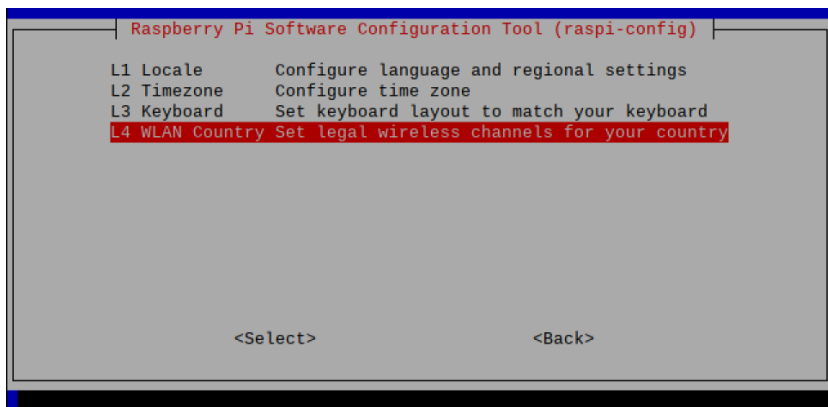 Raspberry Pi Software Configuration Tool (raspi-config)
L1 Locale Configure language and regional settings
L2 Timezone Configure time zone
L3 Keyboard Set keyboard layout to match your keyboard
L4 WLAN Country Set legal wireless channels for your country
<Select> <Back>